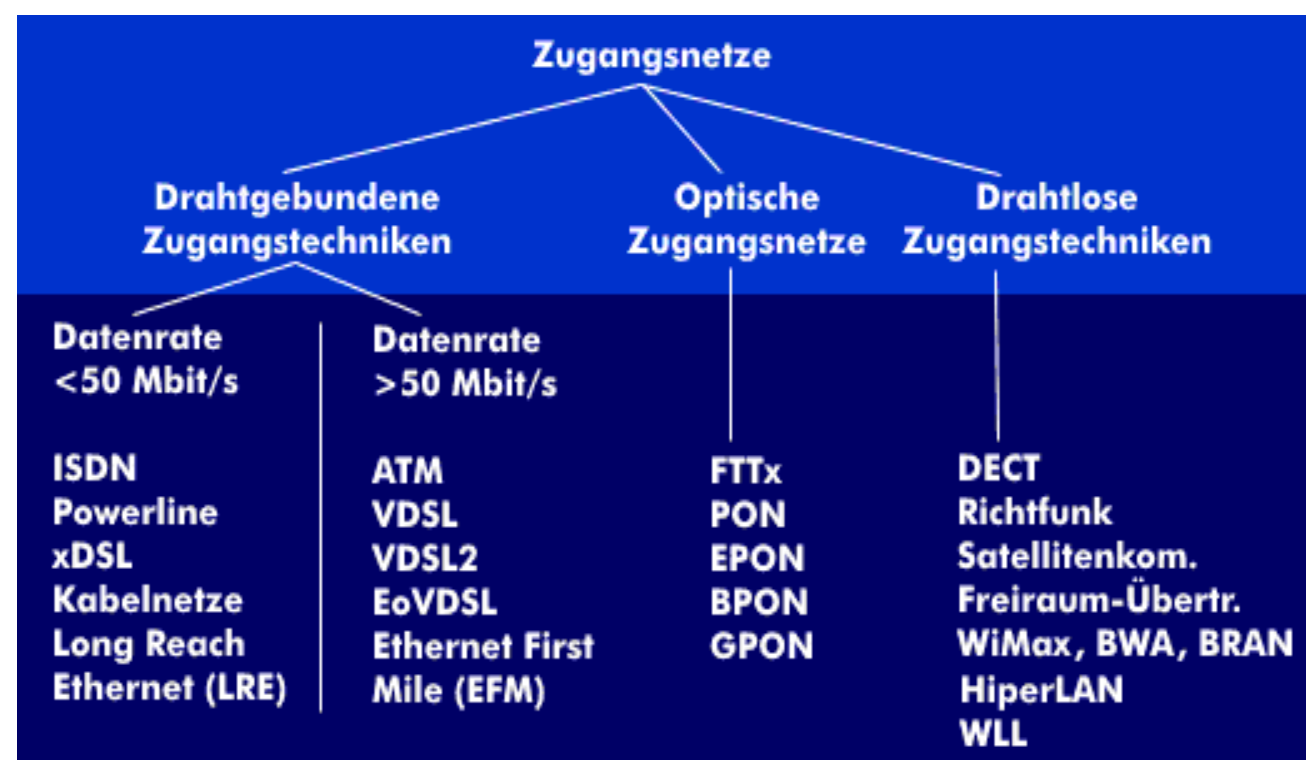 Zugangsnetze
Drahtgebundene
Zugangstechniken
Optische
Zugangsnetze
Drahtlose
Zugangstechniken
Datenrate
<50 Mbit/s
ISDN
Powerline
xDSL
Kabelnetze
Long Reach
Ethernet (LRE)
Datenrate
>50 Mbit/s
ATM
VDSL
VDSL2
EoVDSL
Ethernet First
Mile (EFM)
FTTx
PON
EPON
BPON
GPON
DECT
Richtfunk
Satellitenkom.
Freiraum-Übertr.
WiMax, BWA, BRAN
HiperLAN
WLL